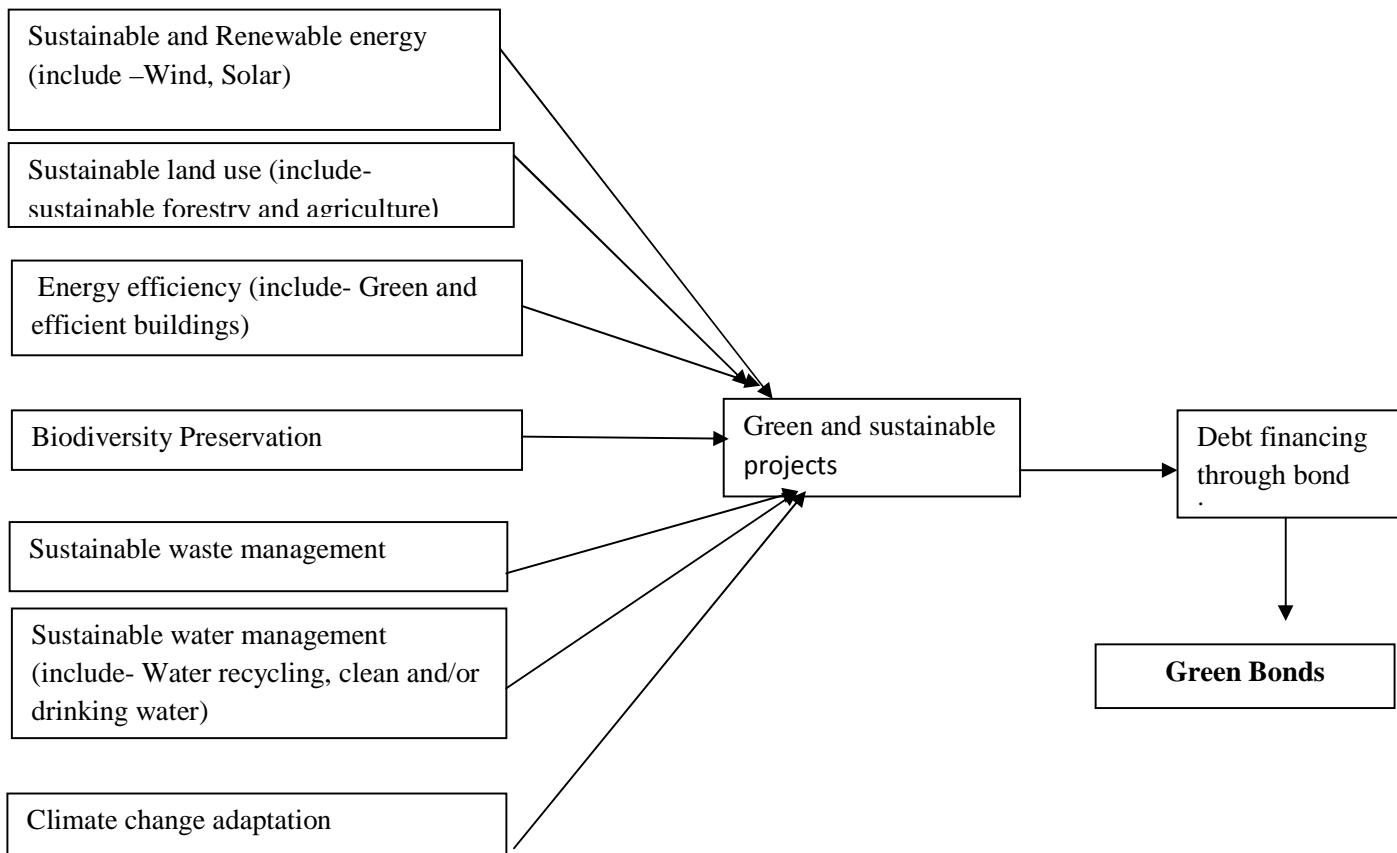 Sustainable and Renewable energy
(include –Wind, Solar)
Sustainable land use (include-
sustainable forestry and agriculture)
Energy efficiency (include- Green and
efficient buildings)
Biodiversity Preservation
Sustainable waste management
Sustainable water management
(include- Water recycling, clean and/or
drinking water)
Climate change adaptation
Green and sustainable
projects
Debt financing
through bond
Green Bonds